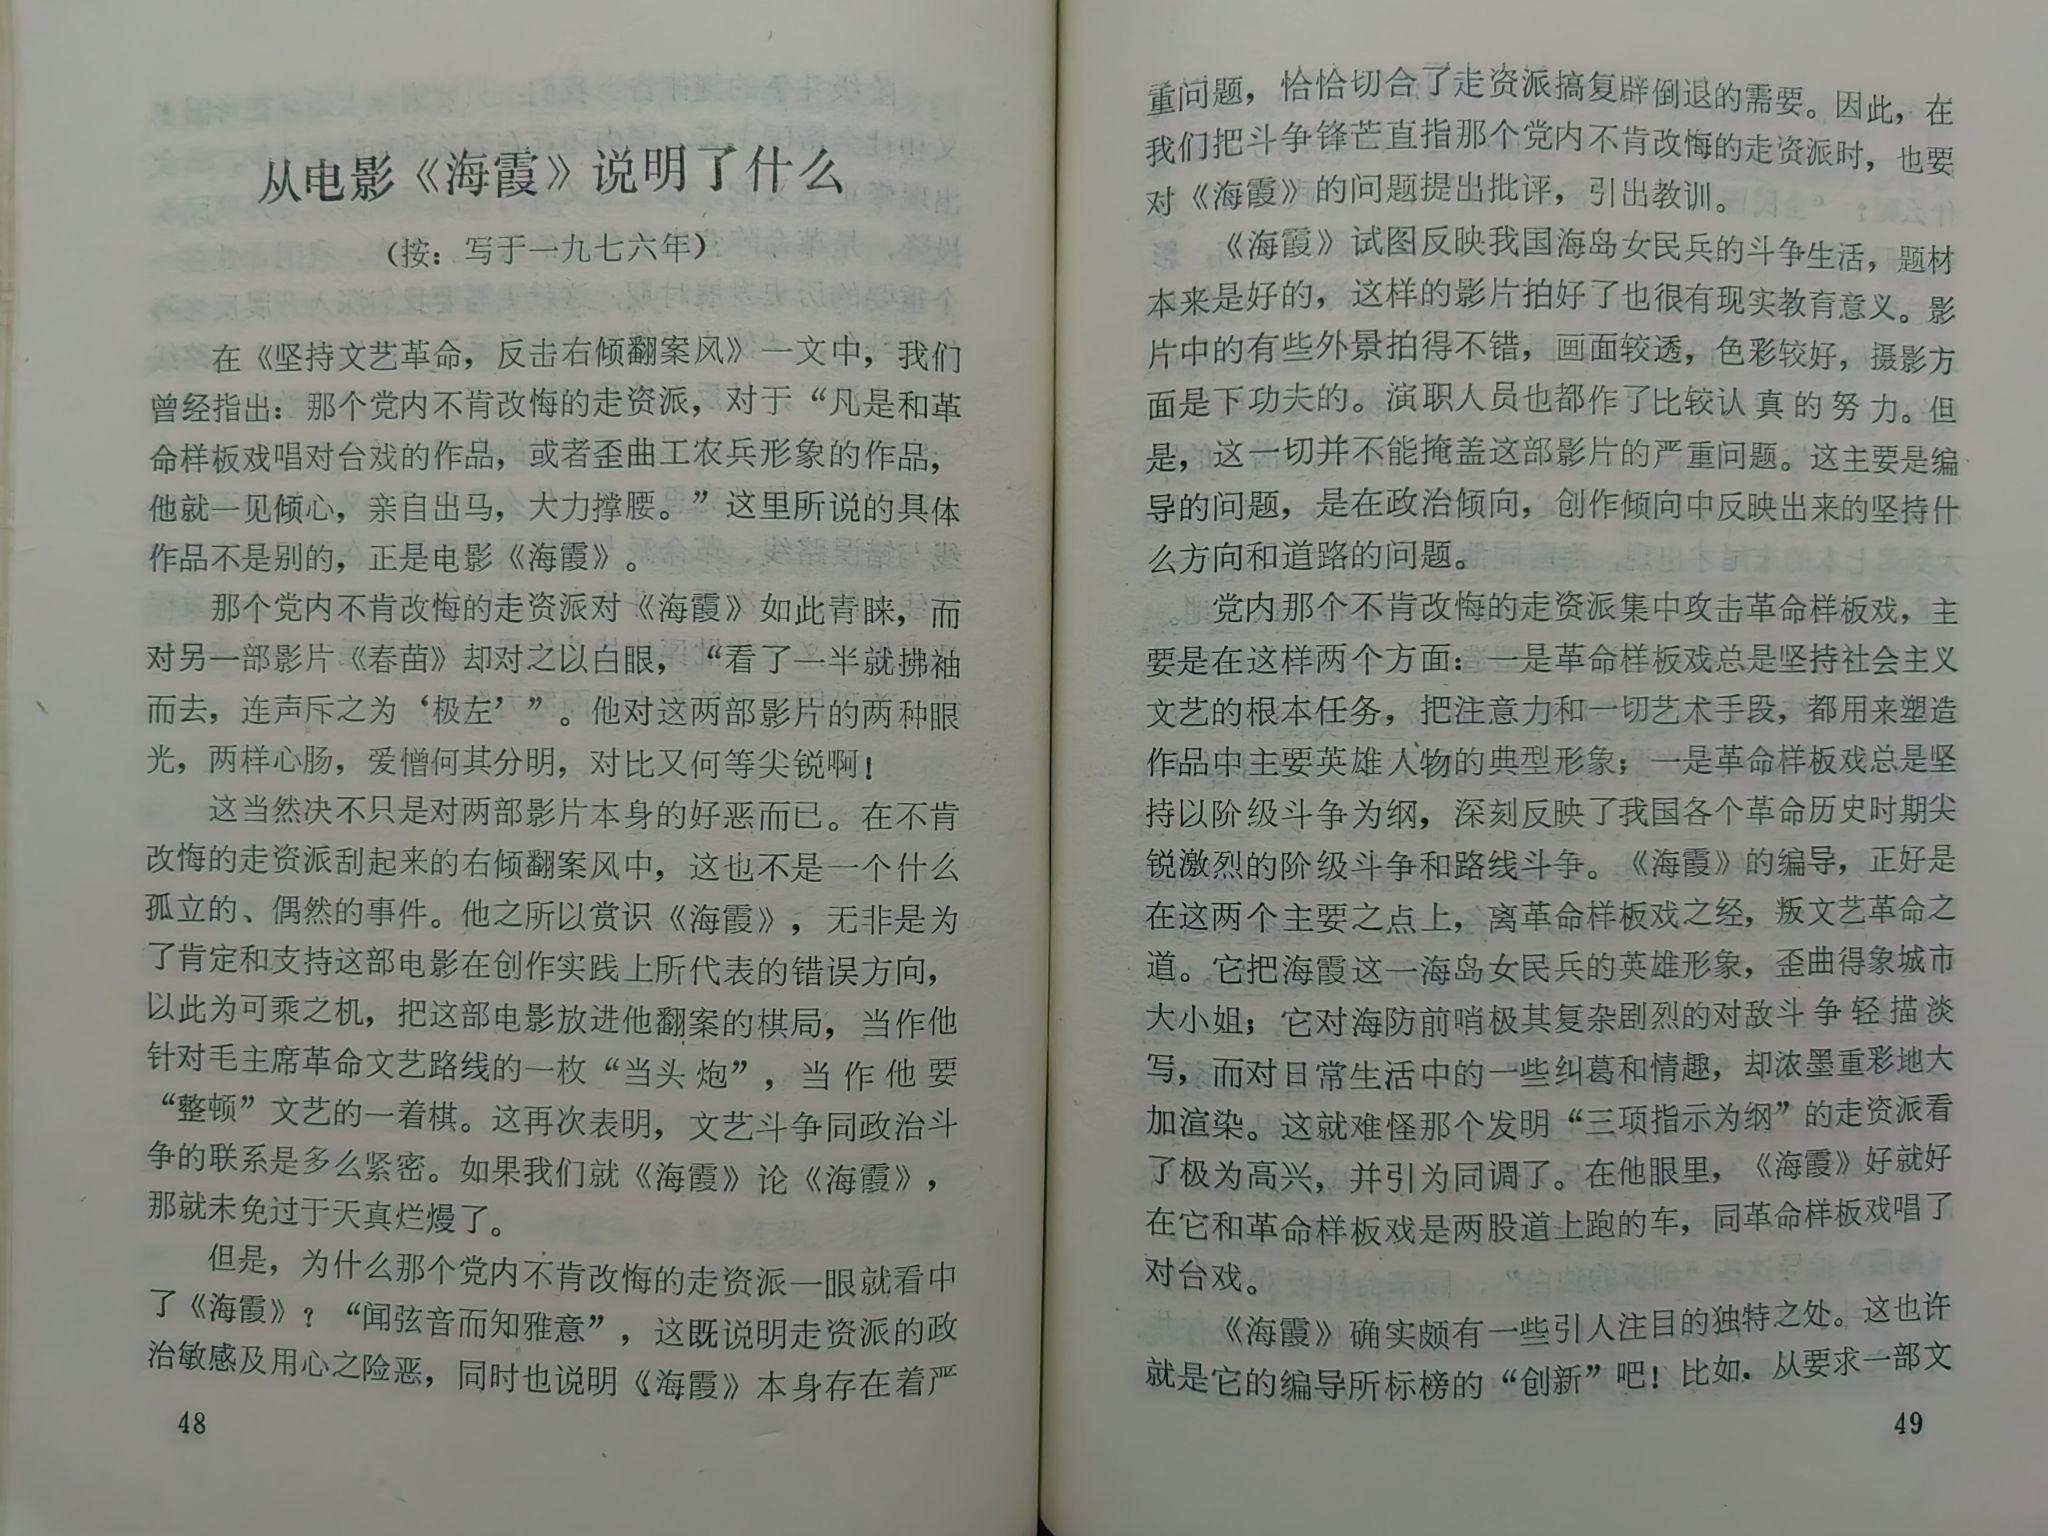 从电影《海霞》说明了什么
（按：写于一九七六年）
在《坚持文艺革命，反击右倾翻案风》一文中，我们
曾经指出：那个党内不肯改悔的走资派，对于“凡是和革
命样板戏唱对台戏的作品，或者歪曲工农兵形象的作品，
他就一见倾心，亲自出马，大力撑腰。”这里所说的具体
作品不是别的，正是电影《海霞》。
那个党内不肯改悔的走资派对《海霞》如此青睐，而
对另一部影片《春苗》却对之以白眼，“看了一半就拂袖
而去，连声斥之为‘极左’”。他对这两部影片的两种眼
光，两样心肠，爱憎何其分明，对比又何等尖锐啊！
这当然决不只是对两部影片本身的好恶而已。在不肯
改悔的走资派刮起来的右倾翻案风中，这也不是一个什么
孤立的、偶然的事件。他之所以赏识《海霞》，无非是为
了肯定和支持这部电影在创作实践上所代表的错误方向，
以此为可乘之机，把这部电影放进他翻案的棋局，当作他
针对毛主席革命文艺路线的一枚“当头炮”，当作他要
“整顿”文艺的一着棋。这再次表明，文艺斗争同政治斗
争的联系是多么紧密。如果我们就《海霞》论《海霞》，
那就未免过于天真烂熳了。
但是，为什么那个党内不肯改悔的走资派一眼就看中
了《海霞》？“闻弦音而知雅意”，这既说明走资派的政
治敏感及用心之险恶，同时也说明《海霞》本身存在着严
48
重问题，恰恰切合了走资派搞复辟倒退的需要。因此，在
我们把斗争锋芒直指那个党内不肯改悔的走资派时，也要
对《海霞》的问题提出批评，引出教训。
《海霞》试图反映我国海岛女民兵的斗争生活，题材
本来是好的，这样的影片拍好了也很有现实教育意义。影
片中的有些外景拍得不错，画面较透，色彩较好，摄影方
面是下功夫的。演职人员也都作了比较认真的努力。但
是，这一切并不能掩盖这部影片的严重问题。这主要是编
导的问题，是在政治倾向，创作倾向中反映出来的坚持什
么方向和道路的问题。
党内那个不肯改悔的走资派集中攻击革命样板戏，主
要是在这样两个方面：一是革命样板戏总是坚持社会主义
文艺的根本任务，把注意力和一切艺术手段，都用来塑造
作品中主要英雄人物的典型形象；一是革命样板戏总是坚
持以阶级斗争为纲，深刻反映了我国各个革命历史时期尖
锐激烈的阶级斗争和路线斗争。《海霞》的编导，正好是
在这两个主要之点上，离革命样板戏之经，叛文艺革命之
道。它把海霞这一海岛女民兵的英雄形象，歪曲得象城市
大小姐；它对海防前哨极其复杂剧烈的对敌斗争轻描淡
写，而对日常生活中的一些纠葛和情趣，却浓墨重彩地大
加渲染。这就难怪那个发明“三项指示为纲”的走资派看
了极为高兴，并引为同调了。在他眼里，《海霞》好就好
在它和革命样板戏是两股道上跑的车，同革命样板戏唱了
对台戏。
《海霞》确实颇有一些引人注目的独特之处。这也许
就是它的编导所标榜的“创新”吧！比如．从要求一部文
49